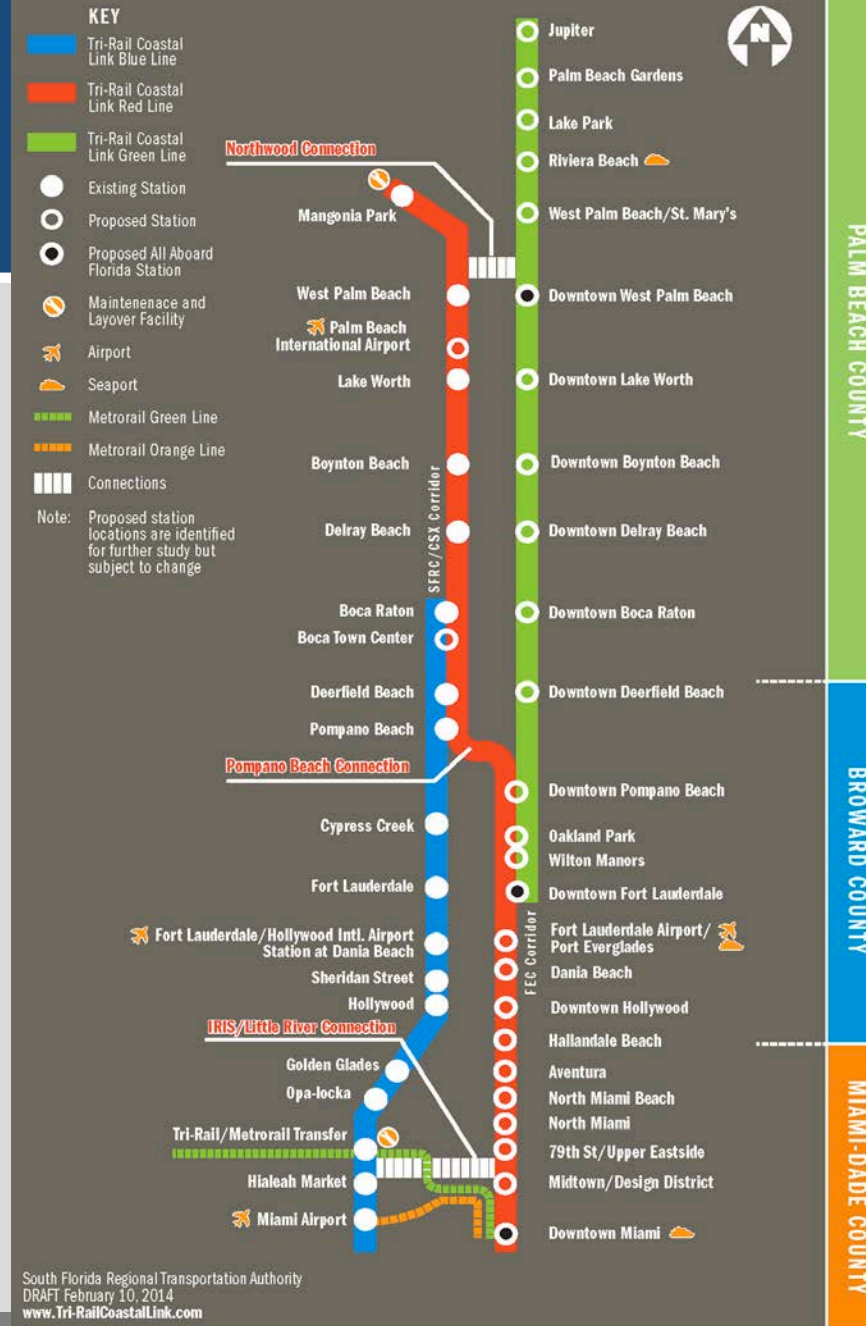 KEY
Tri-Rail Coastal
Link Blue Line
Tri-Rail Coastal
Link Red Line
Tri-Rail Coastal
Link Green Line
Existing Station
Proposed Station
Proposed All Aboard
Florida Station
Maintenenace and
Layover Facility
Airport
Seaport
Metrorail Green Line
Metrorail Orange Line
Connections
Note: Proposed station
locations are identified
for further study but
subject to change
N
Northwood Connection
Mangonia Park
West Palm Beach
Palm Beach
International Airport
Lake Worth
Boynton Beach
Delray Beach
SFRC/CSX Corridor
Boca Raton
Boca Town Center
Deerfield Beach
Pompano Beach
Pompano Beach Connection
Cypress Creek
Fort Lauderdale
Fort Lauderdale/Hollywood Intl. Airport
Station at Dania Beach
Sheridan Street
Hollywood
IRIS/Little River Connection
Golden Glades
Opa-locka
Tri-Rail/Metrorail Transfer
Hialeah Market
Miami Airport
Jupiter
Palm Beach Gardens
Lake Park
Riviera Beach
West Palm Beach/St. Mary's
Downtown West Palm Beach
Downtown Lake Worth
Downtown Boynton Beach
Downtown Delray Beach
Downtown Boca Raton
Downtown Deerfield Beach
Downtown Pompano Beach
Oakland Park
Wilton Manors
Downtown Fort Lauderdale
FEC Corridor
Fort Lauderdale Airport/
Port Everglades
Dania Beach
Downtown Hollywood
Hallandale Beach
Aventura
North Miami Beach
North Miami
79th St/Upper Eastside
Midtown/Design District
Downtown Miami
PALM BEACH COUNTY
BROWARD COUNTY
MIAMI-DADE COUNTY
South Florida Regional Transportation Authority
DRAFT February 10, 2014
www.Tri-RailCoastalLink.com